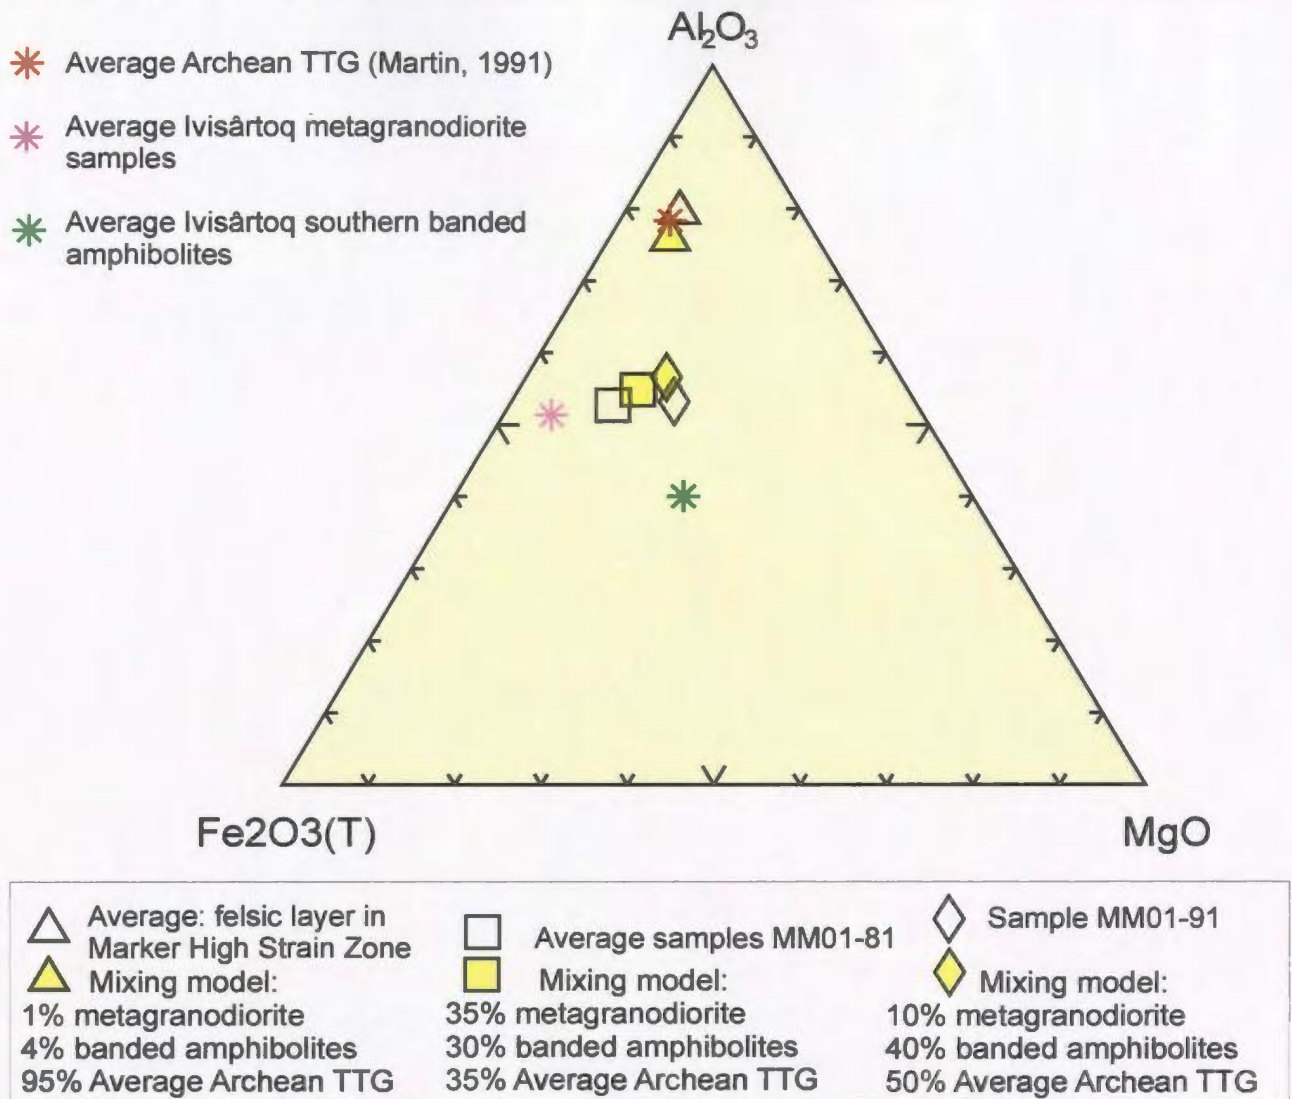 Al₂O₃
Average Archean TTG (Martin, 1991)
Average Ivisârtoq metagranodiorite
samples
Average Ivisârtoq southern banded
amphibolites
Fe2O3(T)
MgO
Average: felsic layer in
Marker High Strain Zone
Mixing model:
1% metagranodiorite
4% banded amphibolites
95% Average Archean TTG
Average samples MM01-81
Mixing model:
35% metagranodiorite
30% banded amphibolites
35% Average Archean TTG
Sample MM01-91
Mixing model:
10% metagranodiorite
40% banded amphibolites
50% Average Archean TTG